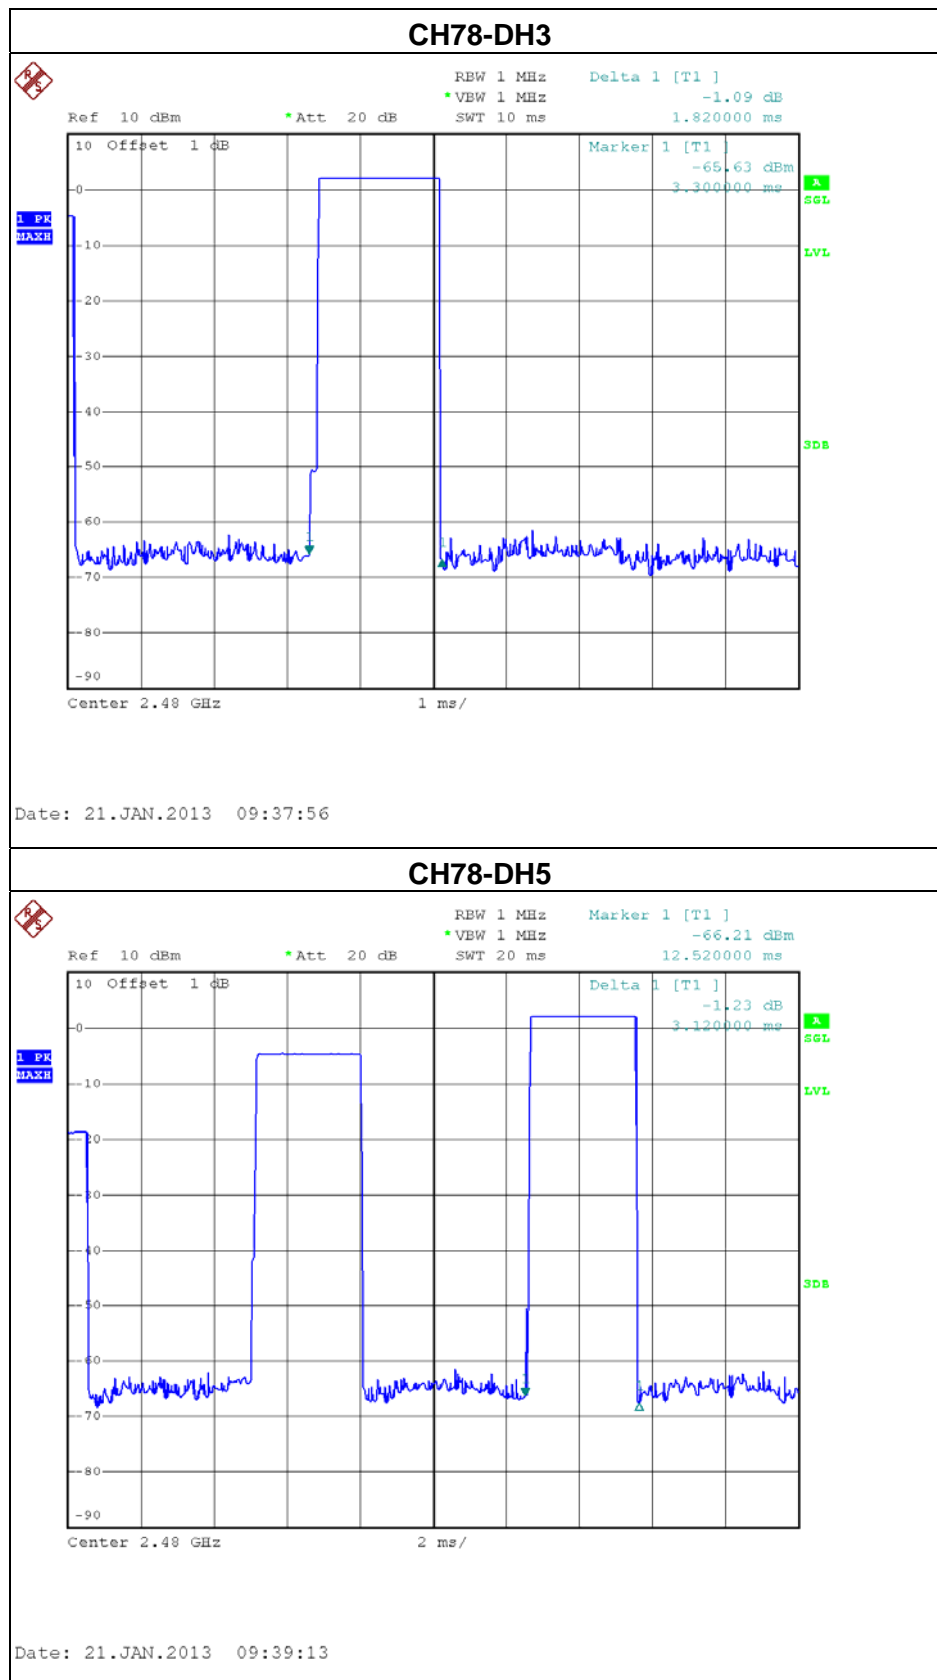 CH78-DH3
R S
RBW 1 MHz Delta 1 [T1 ]
*VBW 1 MHz -1.09 dB
Ref 10 dBm *Att 20 dB SWT 10 ms 1.820000 ms
10 Offset 1 dB Marker 1 [T1 ]
-65.63 dBm
0 3.300000 ms A
SGL
1 PK
MAXH
-10 LVL
-20
-30
-40
3DB
-50
-60
1 1
-70
-80
-90
Center 2.48 GHz 1 ms/
Date: 21.JAN.2013 09:37:56
CH78-DH5
R S
RBW 1 MHz Marker 1 [T1 ]
*VBW 1 MHz -66.21 dBm
Ref 10 dBm *Att 20 dB SWT 20 ms 12.520000 ms
10 Offset 1 dB Delta 1 [T1 ]
-1.23 dB
0 3.120000 ms A
SGL
1 PK
MAXH
-10 LVL
-20
-30
-40
3DB
-50
-60
-70
-80
-90
Center 2.48 GHz 2 ms/
Date: 21.JAN.2013 09:39:13